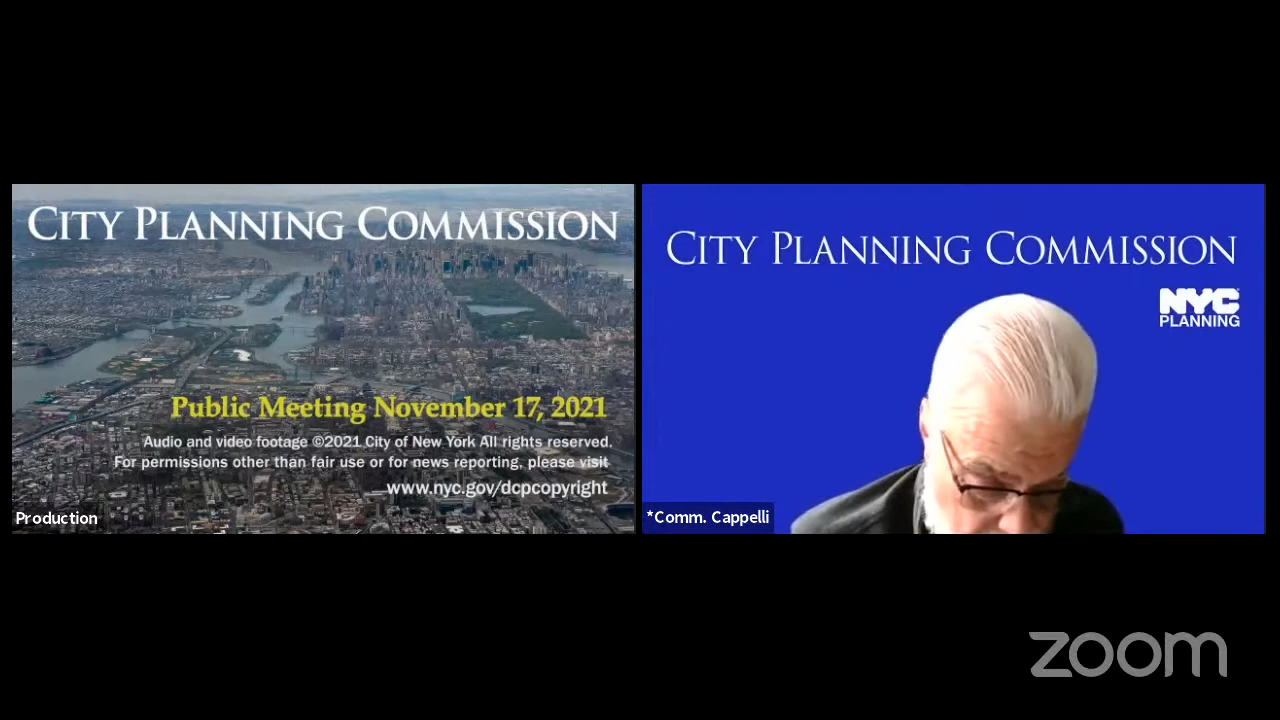 CITY PLANNING COMMISSION
Public Meeting November 17, 2021
Audio and video footage ©2021 City of New York All rights reserved.
For permissions other than fair use or for news reporting, please visit
www.nyc.gov/dcpcopyright
Production
CITY PLANNING COMMISSION
NYC
PLANNING
*Comm. Cappelli
zoom